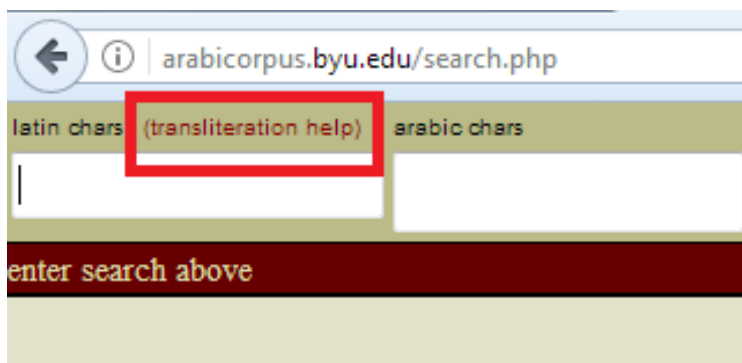 arabicorpus.byu.edu/search.php
latin chars (transliteration help) arabic chars
enter search above